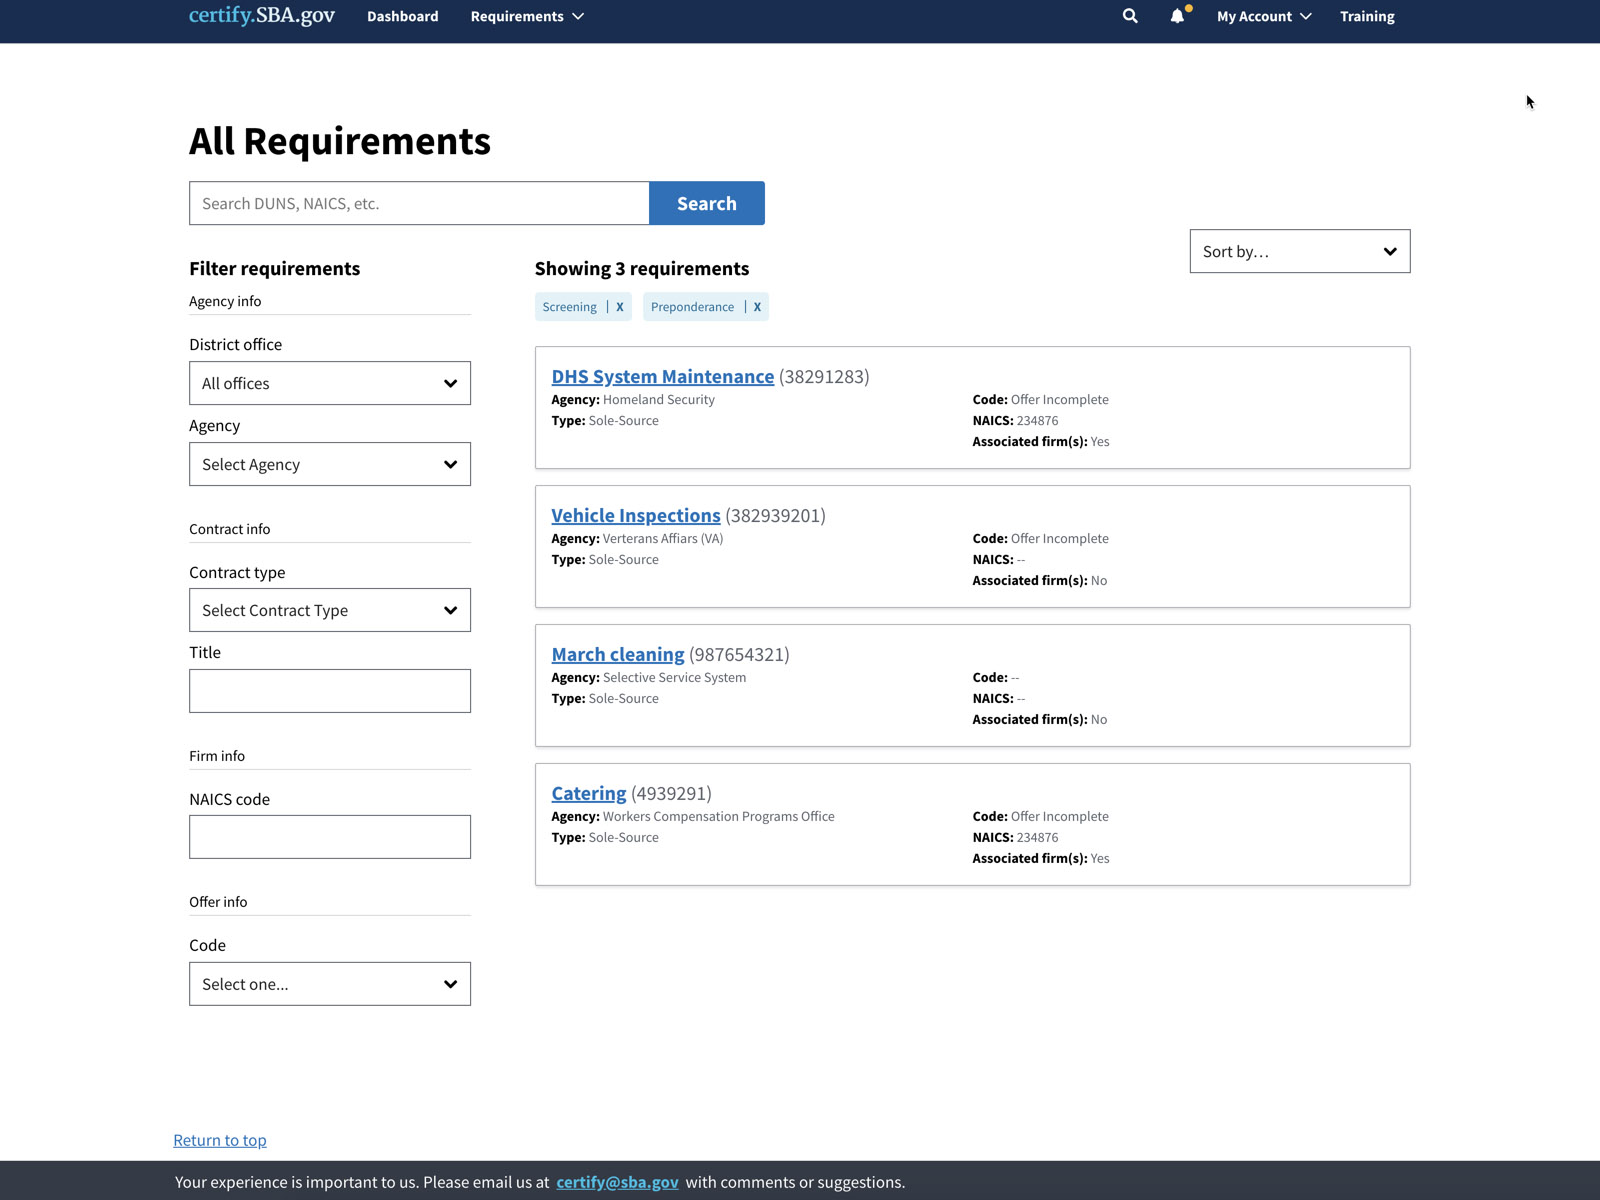 certify.SBA.gov Dashboard Requirements My Account Training
All Requirements
Search DUNS, NAICS, etc. Search
Sort by…
Filter requirements
Agency info
District office
All offices
Agency
Select Agency
Contract info
Contract type
Select Contract Type
Title
Firm info
NAICS code
Offer info
Code
Select one...
Showing 3 requirements
Screening | X Preponderance | X
DHS System Maintenance (38291283)
Agency: Homeland Security
Type: Sole-Source
Code: Offer Incomplete
NAICS: 234876
Associated firm(s): Yes
Vehicle Inspections (382939201)
Agency: Verterans Affiars (VA)
Type: Sole-Source
Code: Offer Incomplete
NAICS: --
Associated firm(s): No
March cleaning (987654321)
Agency: Selective Service System
Type: Sole-Source
Code: --
NAICS: --
Associated firm(s): No
Catering (4939291)
Agency: Workers Compensation Programs Office
Type: Sole-Source
Code: Offer Incomplete
NAICS: 234876
Associated firm(s): Yes
Return to top
Your experience is important to us. Please email us at certify@sba.gov with comments or suggestions.